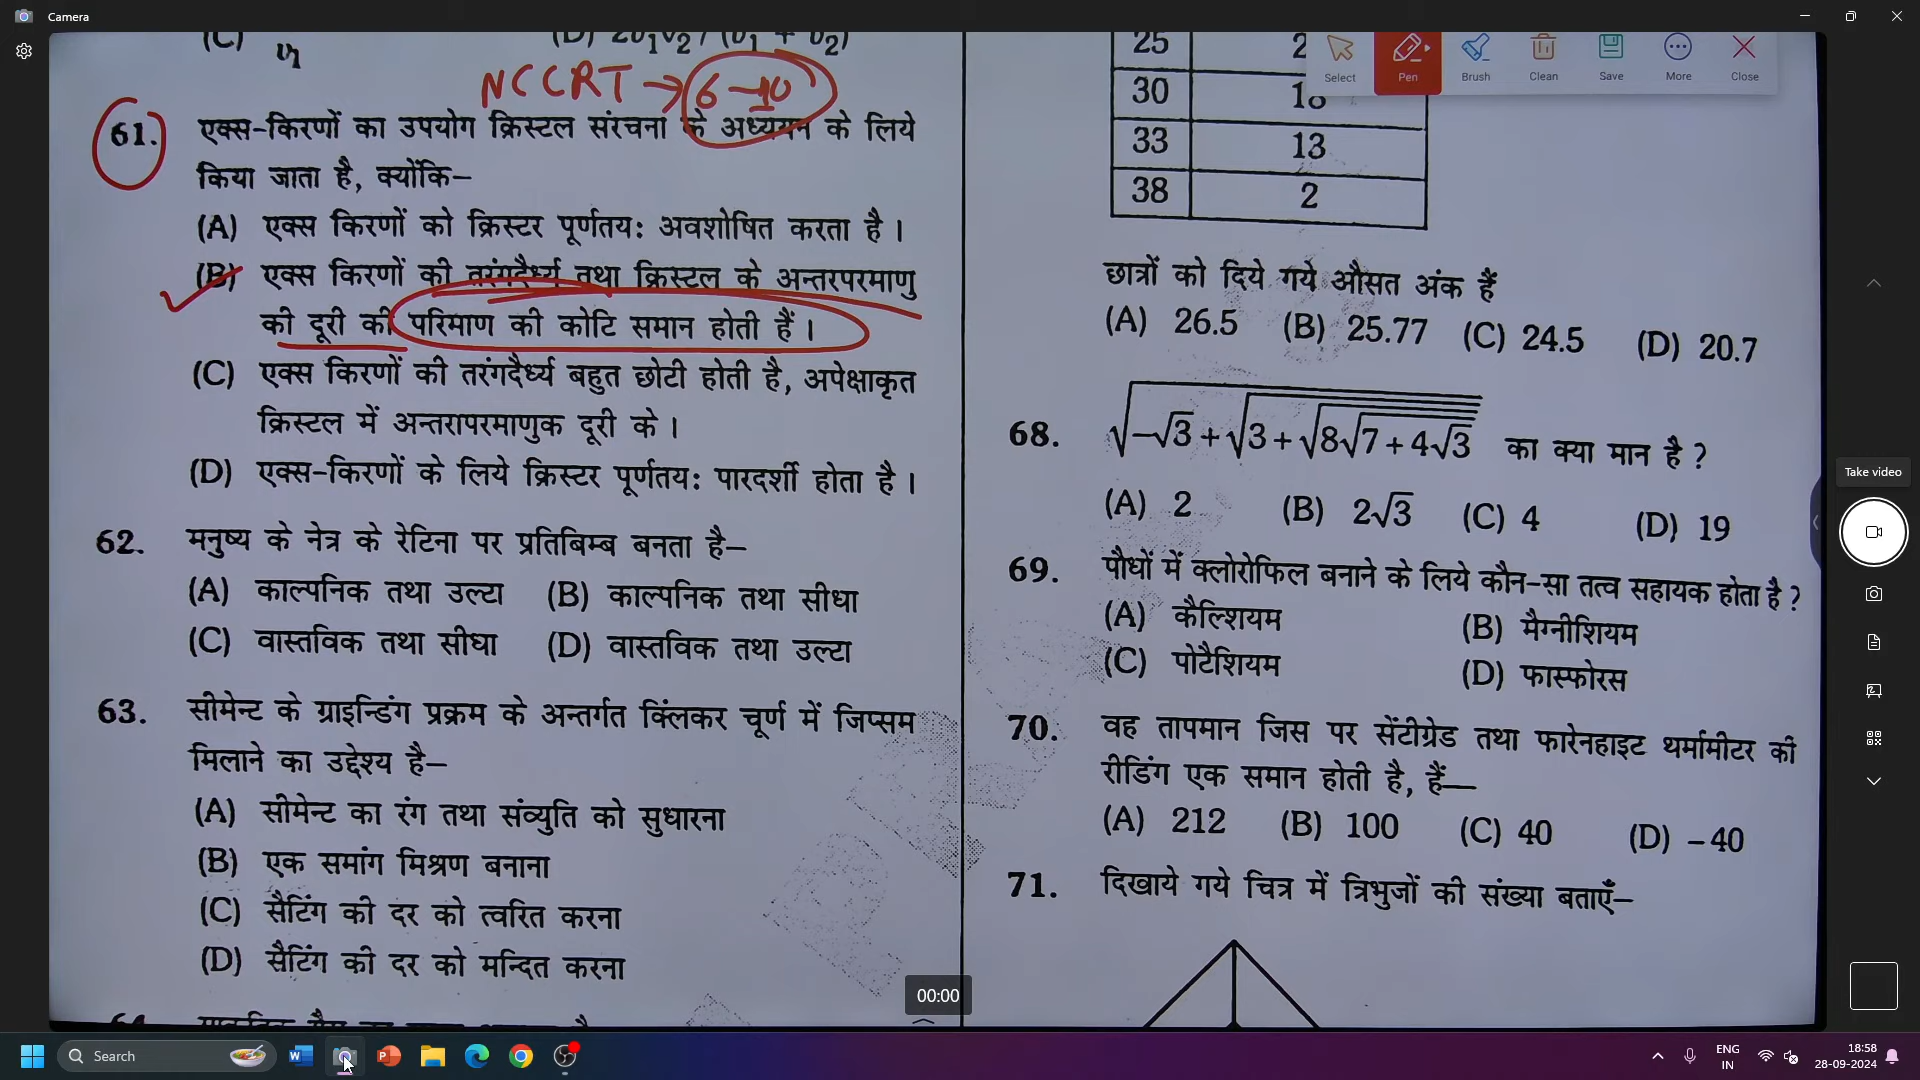 Camera
(C)
υ₁
NCCRT → 6-10
61. एक्स-किरणों का उपयोग क्रिस्टल संरचना के अध्ययन के लिये
किया जाता है, क्योंकि–
(A) एक्स किरणों को क्रिस्टर पूर्णतय: अवशोषित करता है।
(B) एक्स किरणों की तरंगदैर्ध्य तथा क्रिस्टल के अन्तरपरमाणु
की दूरी की परिमाण की कोटि समान होती हैं।
(C) एक्स किरणों की तरंगदैर्ध्य बहुत छोटी होती है, अपेक्षाकृत
क्रिस्टल में अन्तरापरमाणुक दूरी के।
(D) एक्स-किरणों के लिये क्रिस्टर पूर्णतय: पारदर्शी होता है।
62. मनुष्य के नेत्र के रेटिना पर प्रतिबिम्ब बनता है–
(A) काल्पनिक तथा उल्टा (B) काल्पनिक तथा सीधा
(C) वास्तविक तथा सीधा (D) वास्तविक तथा उल्टा
63. सीमेन्ट के ग्राइन्डिंग प्रक्रम के अन्तर्गत क्लिंकर चूर्ण में जिप्सम
मिलाने का उद्देश्य है–
(A) सीमेन्ट का रंग तथा संव्युति को सुधारना
(B) एक समांग मिश्रण बनाना
(C) सैटिंग की दर को त्वरित करना
(D) सैटिंग की दर को मन्दित करना
25
30 18
33 13
38 2
छात्रों को दिये गये औसत अंक हैं
(A) 26.5 (B) 25.77 (C) 24.5 (D) 20.7
68. √(−√3 + √(3 + √(8√(7 + 4√3)))) का क्या मान है ?
(A) 2 (B) 2√3 (C) 4 (D) 19
69. पौधों में क्लोरोफिल बनाने के लिये कौन-सा तत्व सहायक होता है ?
(A) कैल्शियम (B) मैग्नीशियम
(C) पोटैशियम (D) फास्फोरस
70. वह तापमान जिस पर सेंटीग्रेड तथा फारेनहाइट थर्मामीटर की
रीडिंग एक समान होती है, हैं—
(A) 212 (B) 100 (C) 40 (D) −40
71. दिखाये गये चित्र में त्रिभुजों की संख्या बताएँ–
Select Pen Brush Clean Save More Close
Take video
00:00
Search
ENG
IN
18:58
28-09-2024